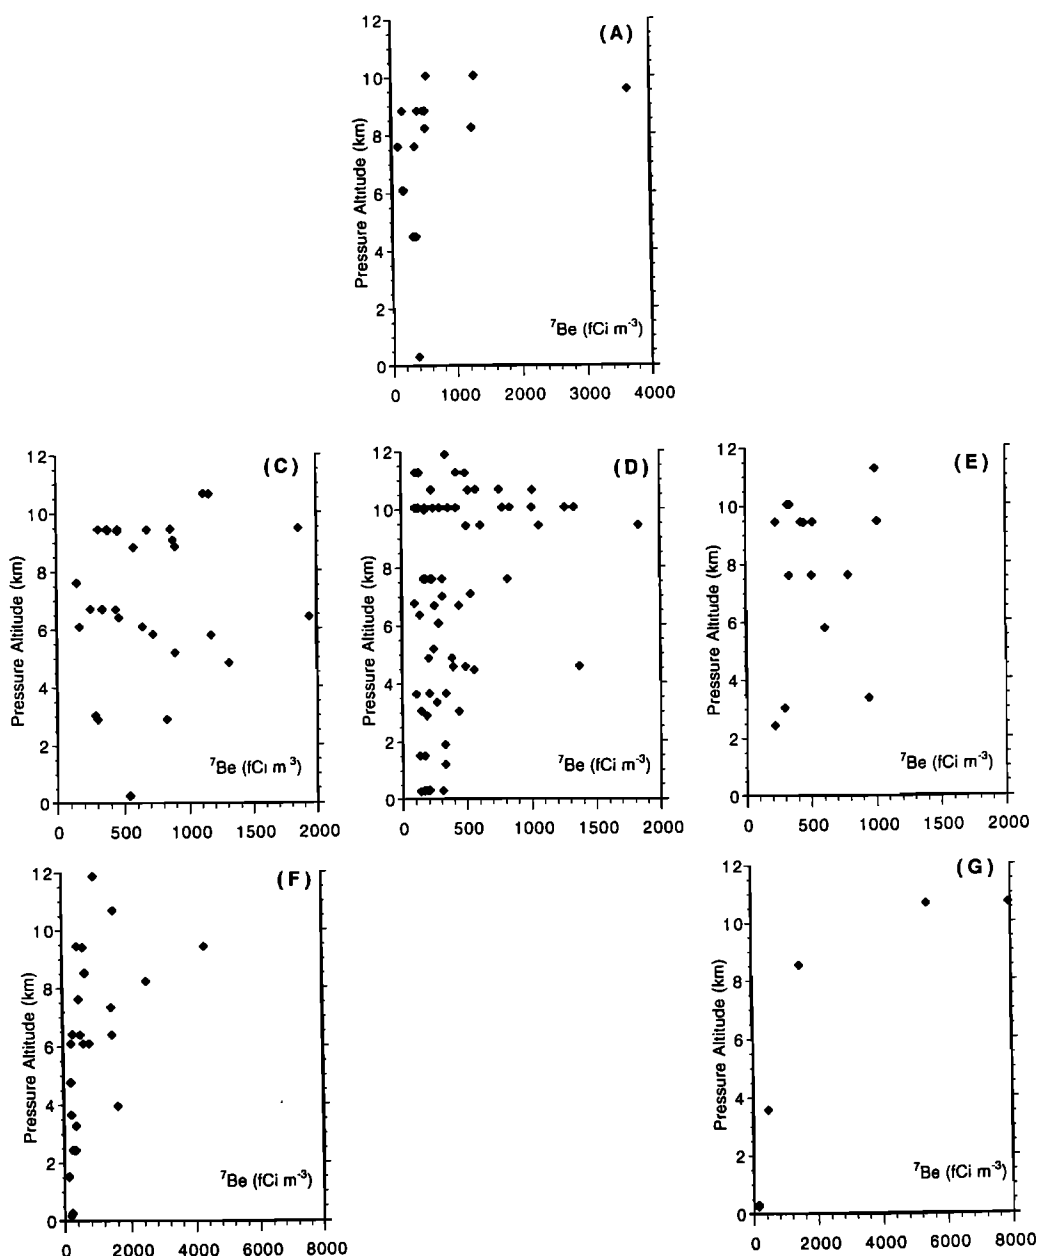 (A)
12
10
8
6
4
2
0
Pressure Altitude (km)
7Be (fCi m-3)
0 1000 2000 3000 4000
(C)
12
10
8
6
4
2
0
Pressure Altitude (km)
7Be (fCi m 3)
0 500 1000 1500 2000
(D)
12
10
8
6
4
2
0
Pressure Altitude (km)
7Be (fCi m-3)
0 500 1000 1500 2000
(E)
12
10
8
6
4
2
0
Pressure Altitude (km)
7Be (fCi m-3)
0 500 1000 1500 2000
(F)
12
10
8
6
4
2
0
Pressure Altitude (km)
7Be (fCi m-3)
0 2000 4000 6000 8000
(G)
12
10
8
6
4
2
0
Pressure Altitude (km)
7Be (fCi m-3)
0 2000 4000 6000 8000